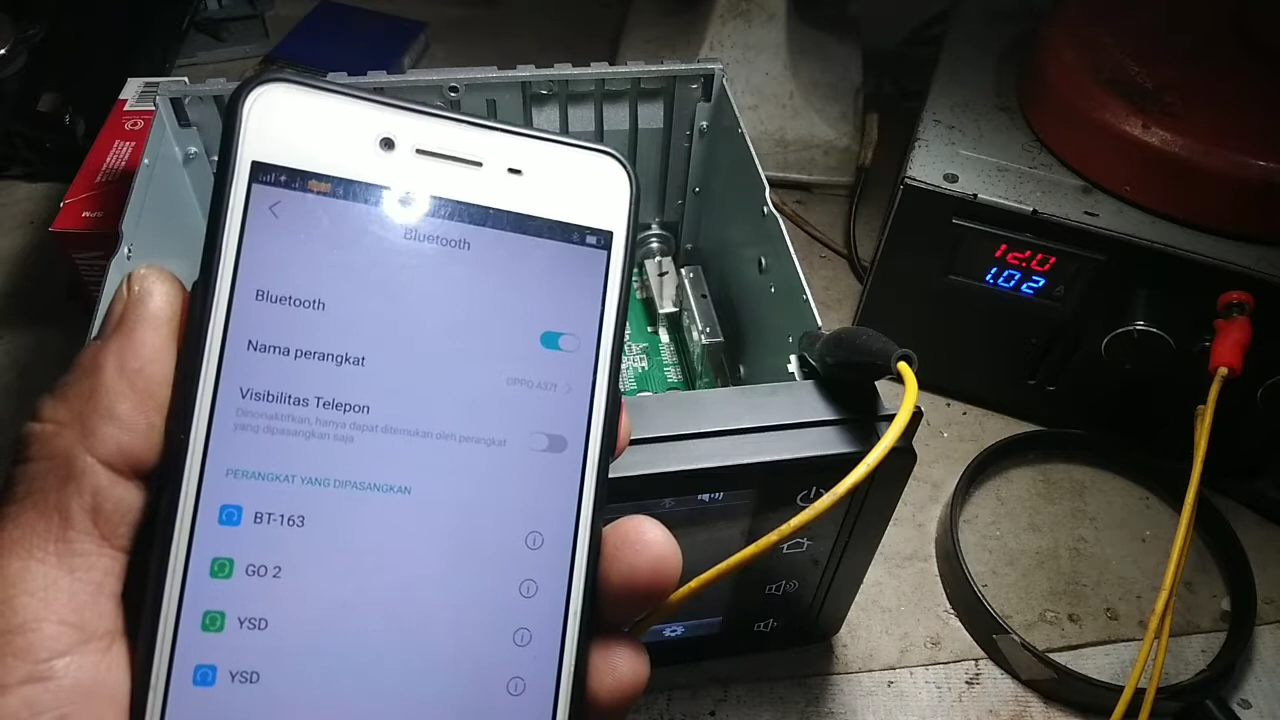 Bluetooth
Bluetooth
Nama perangkat
OPPO A37f
Visibilitas Telepon
Dinonaktifkan, hanya dapat ditemukan oleh perangkat
yang dipasangkan saja
PERANGKAT YANG DIPASANGKAN
BT-163
GO 2
YSD
YSD
12.0
1.02 A
SPM